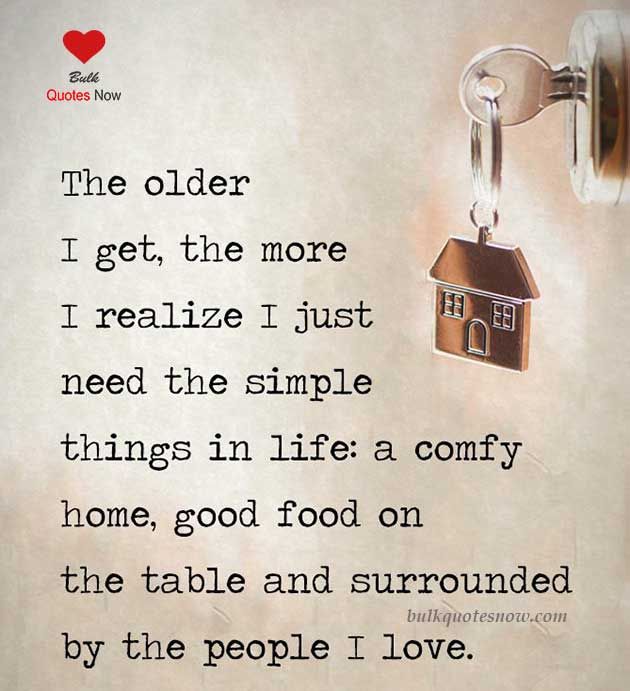 Bulk
Quotes Now
The older
I get, the more
I realize I just
need the simple
things in life: a comfy
home, good food on
the table and surrounded
bulkquotesnow.com
by the people I love.